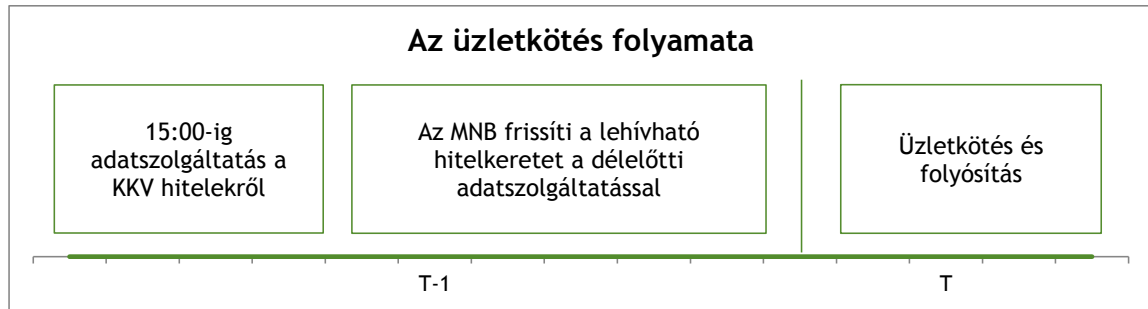 Az üzletkötés folyamata
15:00-ig
adatszolgáltatás a
KKV hitelekről
Az MNB frissíti a lehívható
hitelkeretet a délelőtti
adatszolgáltatással
Üzletkötés és
folyósítás
T-1
T